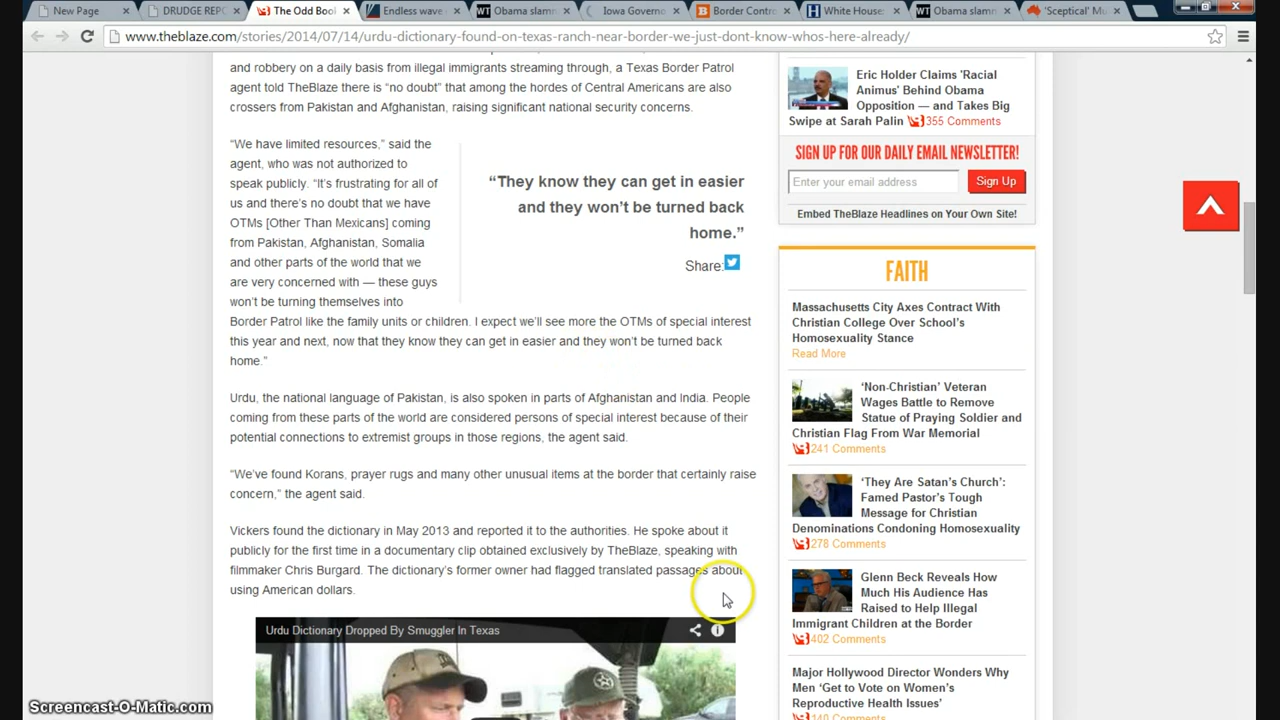 New Page
DRUDGE REPO
The Odd Bool
Endless wave
Obama slamn
Iowa Governo
Border Contro
White House:
Obama slamn
'Sceptical' Mu
www.theblaze.com/stories/2014/07/14/urdu-dictionary-found-on-texas-ranch-near-border-we-just-dont-know-whos-here-already/
and robbery on a daily basis from illegal immigrants streaming through, a Texas Border Patrol
agent told TheBlaze there is “no doubt” that among the hordes of Central Americans are also
crossers from Pakistan and Afghanistan, raising significant national security concerns.
“We have limited resources,” said the
agent, who was not authorized to
speak publicly. “It’s frustrating for all of
us and there’s no doubt that we have
OTMs [Other Than Mexicans] coming
from Pakistan, Afghanistan, Somalia
and other parts of the world that we
are very concerned with — these guys
won’t be turning themselves into
Border Patrol like the family units or children. I expect we’ll see more the OTMs of special interest
this year and next, now that they know they can get in easier and they won’t be turned back
home.”
“They know they can get in easier
and they won’t be turned back
home.”
Share:
Urdu, the national language of Pakistan, is also spoken in parts of Afghanistan and India. People
coming from these parts of the world are considered persons of special interest because of their
potential connections to extremist groups in those regions, the agent said.
“We’ve found Korans, prayer rugs and many other unusual items at the border that certainly raise
concern,” the agent said.
Vickers found the dictionary in May 2013 and reported it to the authorities. He spoke about it
publicly for the first time in a documentary clip obtained exclusively by TheBlaze, speaking with
filmmaker Chris Burgard. The dictionary’s former owner had flagged translated passages about
using American dollars.
Urdu Dictionary Dropped By Smuggler In Texas
Eric Holder Claims 'Racial
Animus' Behind Obama
Opposition — and Takes Big
Swipe at Sarah Palin 355 Comments
SIGN UP FOR OUR DAILY EMAIL NEWSLETTER!
Enter your email address
Sign Up
Embed TheBlaze Headlines on Your Own Site!
FAITH
Massachusetts City Axes Contract With
Christian College Over School’s
Homosexuality Stance
Read More
‘Non-Christian’ Veteran
Wages Battle to Remove
Statue of Praying Soldier and
Christian Flag From War Memorial
241 Comments
‘They Are Satan’s Church’:
Famed Pastor’s Tough
Message for Christian
Denominations Condoning Homosexuality
278 Comments
Glenn Beck Reveals How
Much His Audience Has
Raised to Help Illegal
Immigrant Children at the Border
402 Comments
Major Hollywood Director Wonders Why
Men ‘Get to Vote on Women’s
Reproductive Health Issues’
140 Comments
Screencast-O-Matic.com